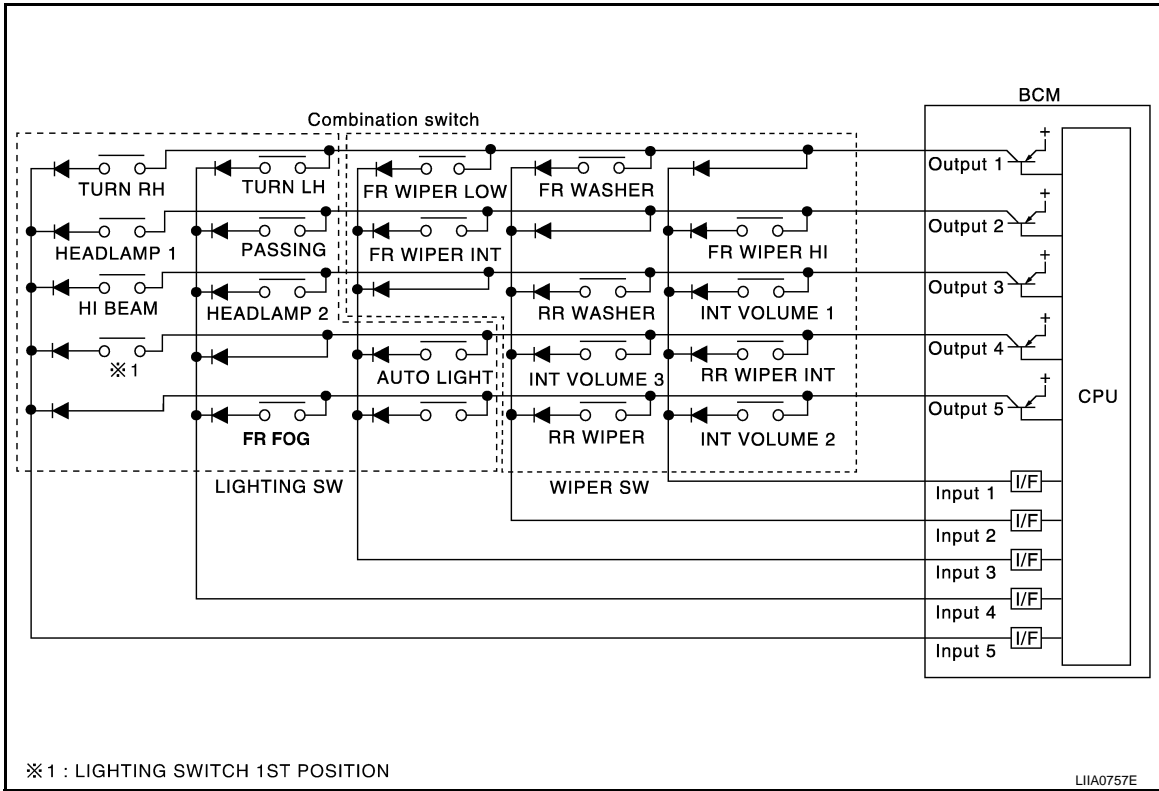 BCM
Combination switch
Output 1
TURN RH
TURN LH
FR WIPER LOW
FR WASHER
Output 2
HEADLAMP 1
PASSING
FR WIPER INT
FR WIPER HI
Output 3
HI BEAM
HEADLAMP 2
RR WASHER
INT VOLUME 1
Output 4
※1
AUTO LIGHT
INT VOLUME 3
RR WIPER INT
CPU
Output 5
FR FOG
RR WIPER
INT VOLUME 2
LIGHTING SW
WIPER SW
Input 1 I/F
Input 2 I/F
Input 3 I/F
Input 4 I/F
Input 5 I/F
※1 : LIGHTING SWITCH 1ST POSITION
LIIA0757E